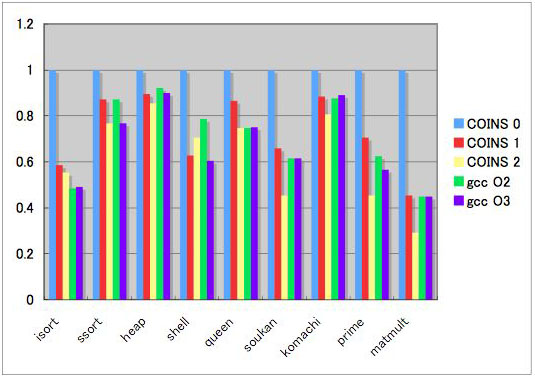 1.2
1
0.8
0.6
0.4
0.2
0
isort
ssort
heap
shell
queen
soukan
komachi
prime
matmult
COINS 0
COINS 1
COINS 2
gcc O2
gcc O3